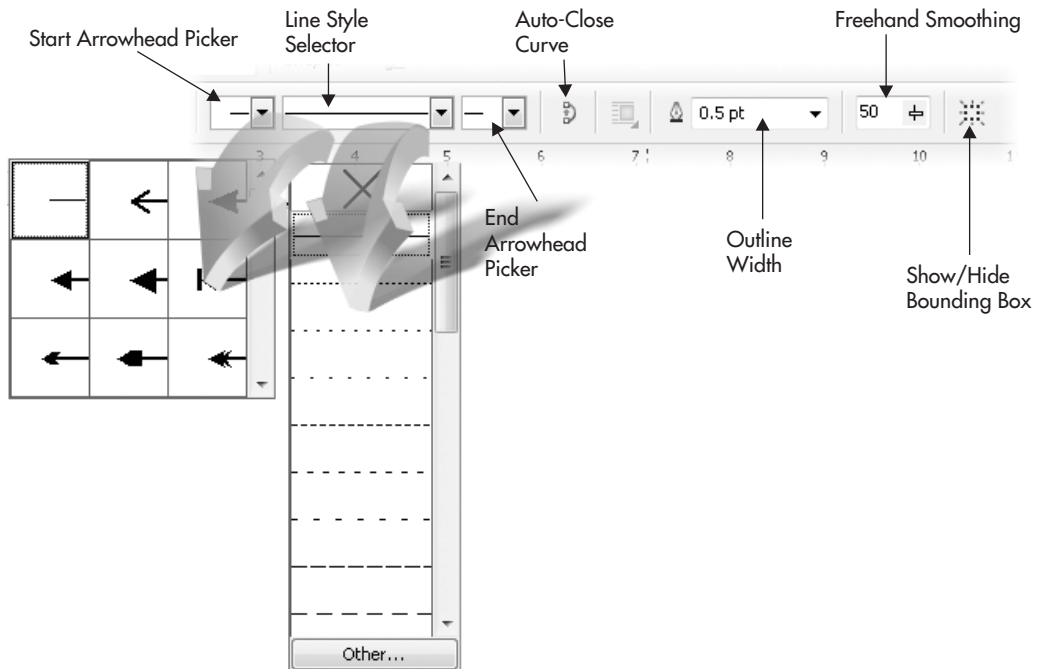 Start Arrowhead Picker
Line Style
Selector
Auto-Close
Curve
Freehand Smoothing
0.5 pt
50
3 4 5 6 7 8 9 10
End
Arrowhead
Picker
Outline
Width
Show/Hide
Bounding Box
Other...